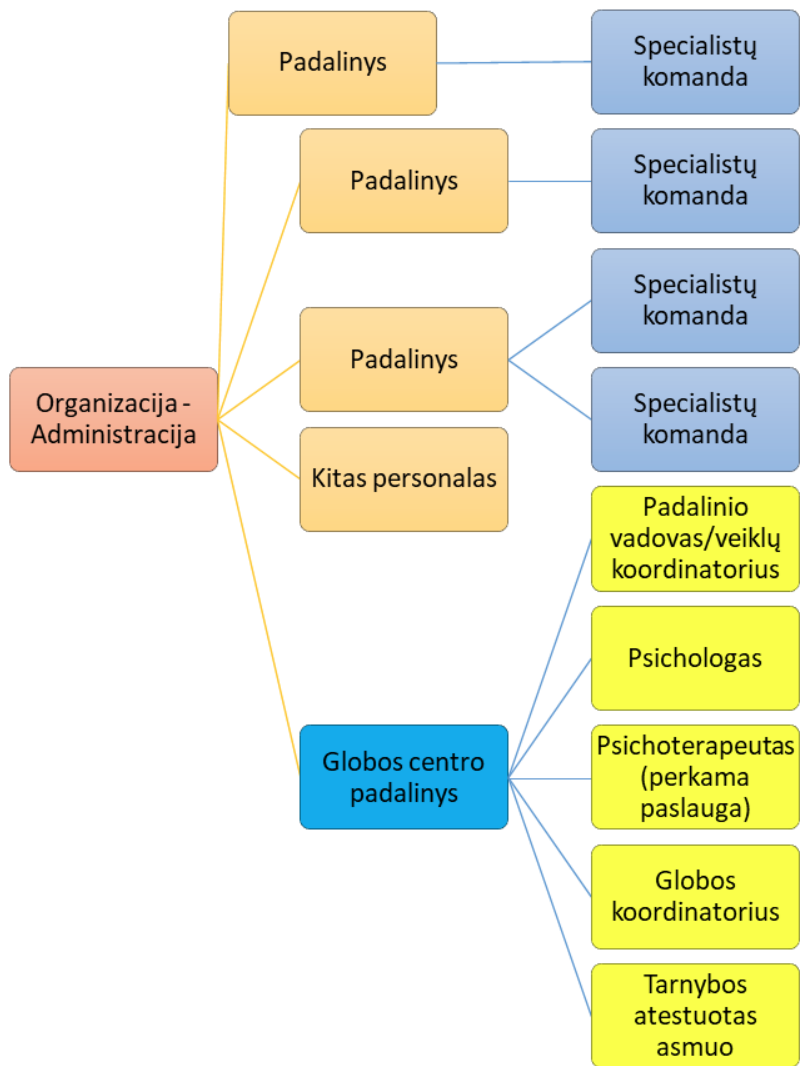 Padalinys
Specialistų
komanda
Padalinys
Specialistų
komanda
Padalinys
Specialistų
komanda
Specialistų
komanda
Organizacija -
Administracija
Kitas personalas
Globos centro
padalinys
Padalinio
vadovas/veiklų
koordinatorius
Psichologas
Psichoterapeutas
(perkama
paslauga)
Globos
koordinatorius
Tarnybos
atestuotas
asmuo